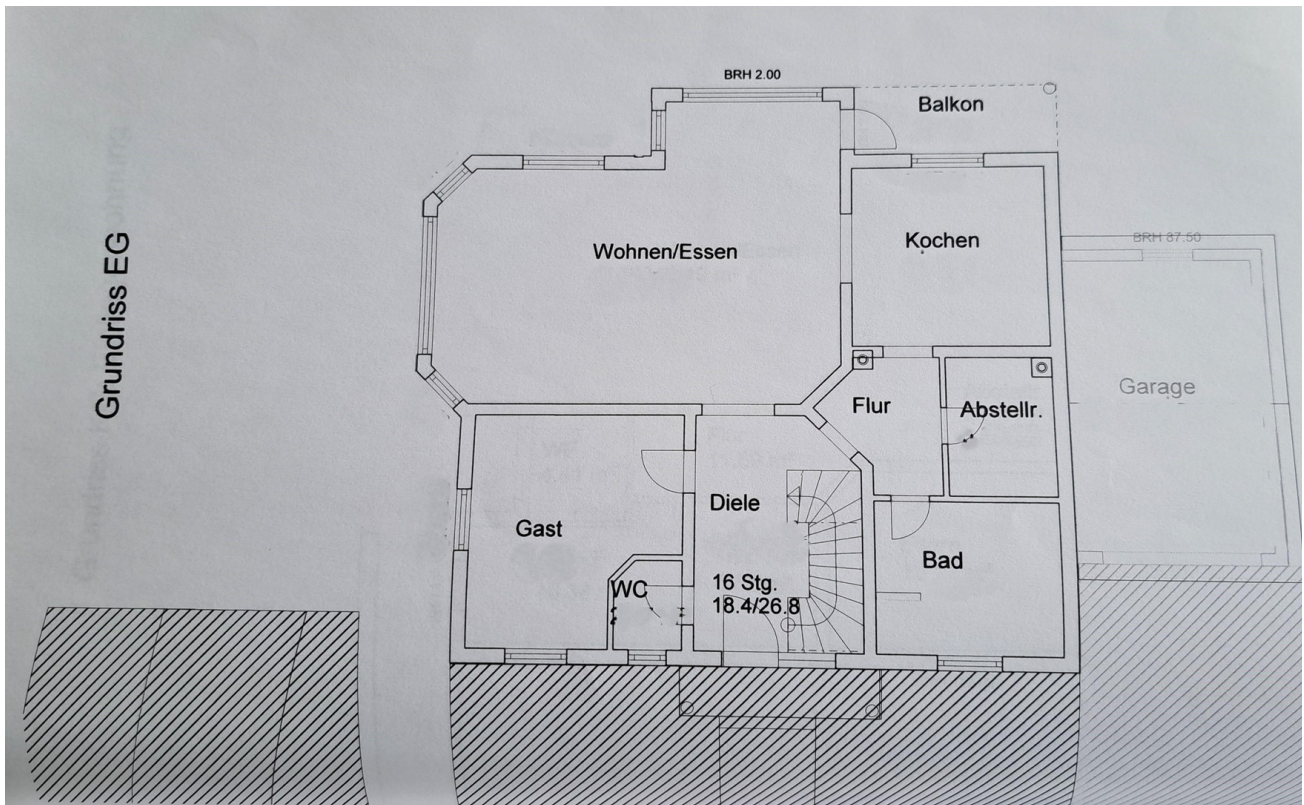 Grundriss EG
BRH 2.00
Balkon
Wohnen/Essen
Kochen
BRH 87.50
Garage
Flur
Abstellr.
Diele
Gast
Bad
WC
16 Stg.
18.4/26.8